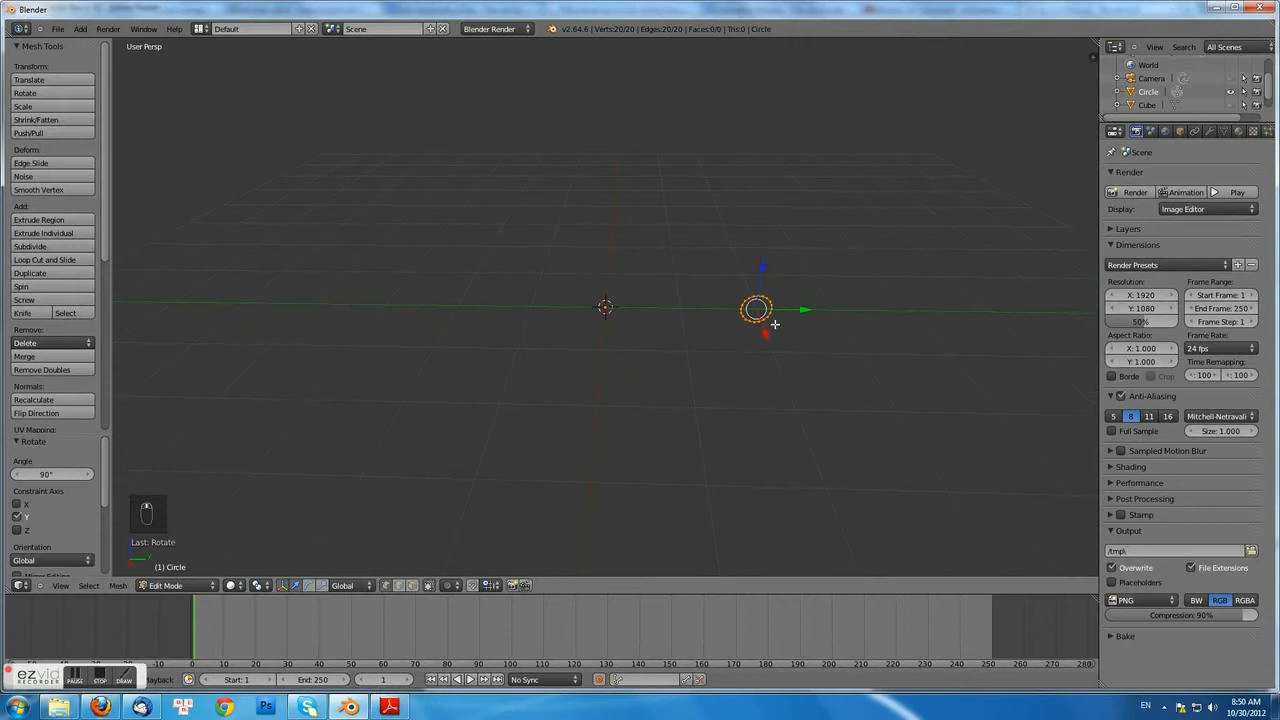 Blender
File Add Render Window Help Default Scene Blender Render v2.64.6 | Verts:20/20 | Edges:20/20 | Faces:0/0 | Tris:0 | Circle
View Search All Scenes
Mesh Tools
User Persp
Transform:
Translate
Rotate
Scale
Shrink/Fatten
Push/Pull
Deform:
Edge Slide
Noise
Smooth Vertex
Add:
Extrude Region
Extrude Individual
Subdivide
Loop Cut and Slide
Duplicate
Spin
Screw
Knife Select
Remove:
Delete
Merge
Remove Doubles
Normals:
Recalculate
Flip Direction
UV Mapping:
Rotate
Angle
90°
Constraint Axis
X
Y
Z
Orientation
Global
Last: Rotate
(1) Circle
World
Camera
Circle
Cube
Scene
Render
Render Animation Play
Display: Image Editor
Layers
Dimensions
Render Presets
Resolution: Frame Range:
X: 1920 Start Frame: 1
Y: 1080 End Frame: 250
50% Frame Step: 1
Aspect Ratio: Frame Rate:
X: 1.000 24 fps
Y: 1.000 Time Remapping:
Borde Crop : 100 : 100
Anti-Aliasing
5 8 11 16 Mitchell-Netravali
Full Sample Size: 1.000
Sampled Motion Blur
Shading
Performance
Post Processing
Stamp
Output
/tmp\
Overwrite File Extensions
Placeholders
PNG BW RGB RGBA
Compression: 90%
Bake
View Select Mesh Edit Mode Global
-10 0 10 20 30 40 50 60 70 80 90 100 110 120 130 140 150 160 170 180 190 200 210 220 230 240 250 260 270 280
ezvid
RECORDER
PAUSE STOP DRAW
Playback Start: 1 End: 250 1 No Sync
EN
8:50 AM
10/30/2012